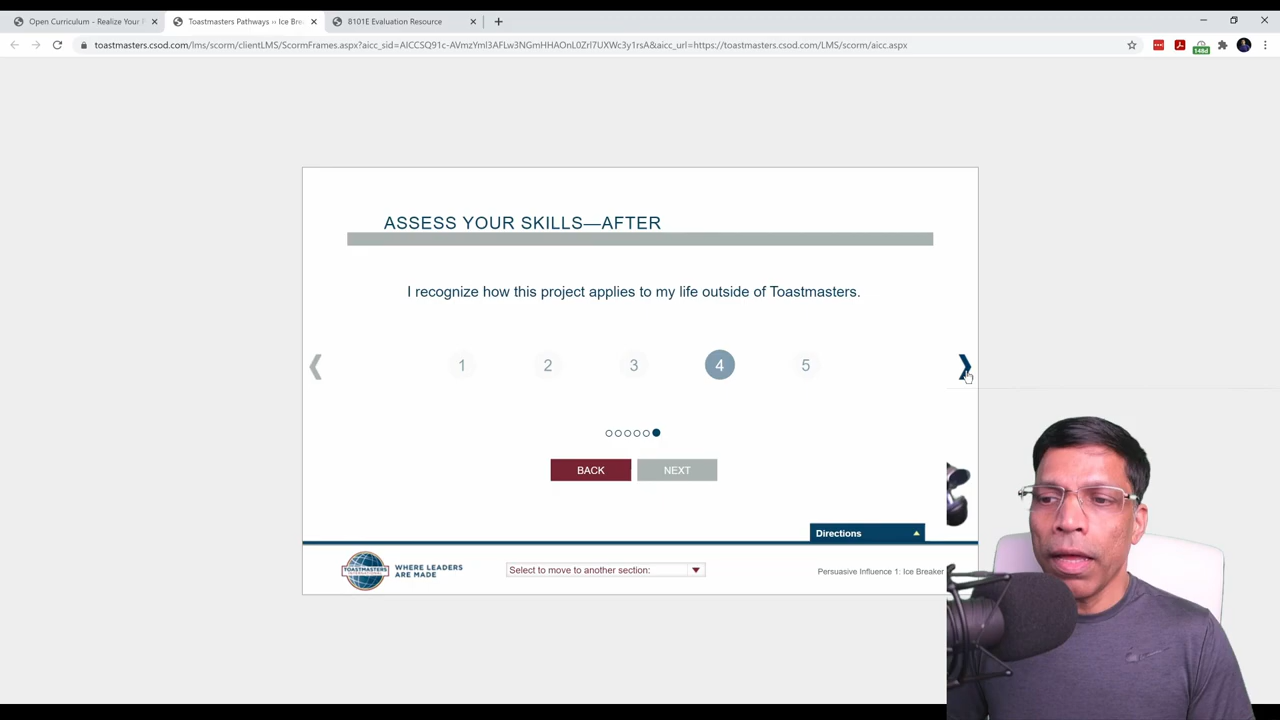 Open Curriculum - Realize Your P
Toastmasters Pathways ›› Ice Bre
B101E Evaluation Resource
toastmasters.csod.com/lms/scorm/clientLMS/ScormFrames.aspx?aicc_sid=AICCSQ91c-AVmzYml3AFLw3NGmHHAOnL0Zrl7UXWc3y1rsA&aicc_url=https://toastmasters.csod.com/LMS/scorm/aicc.aspx
148d
ASSESS YOUR SKILLS—AFTER
I recognize how this project applies to my life outside of Toastmasters.
1 2 3 4 5
BACK NEXT
Directions
TOASTMASTERS
INTERNATIONAL
WHERE LEADERS
ARE MADE
Select to move to another section:
Persuasive Influence 1: Ice Breaker